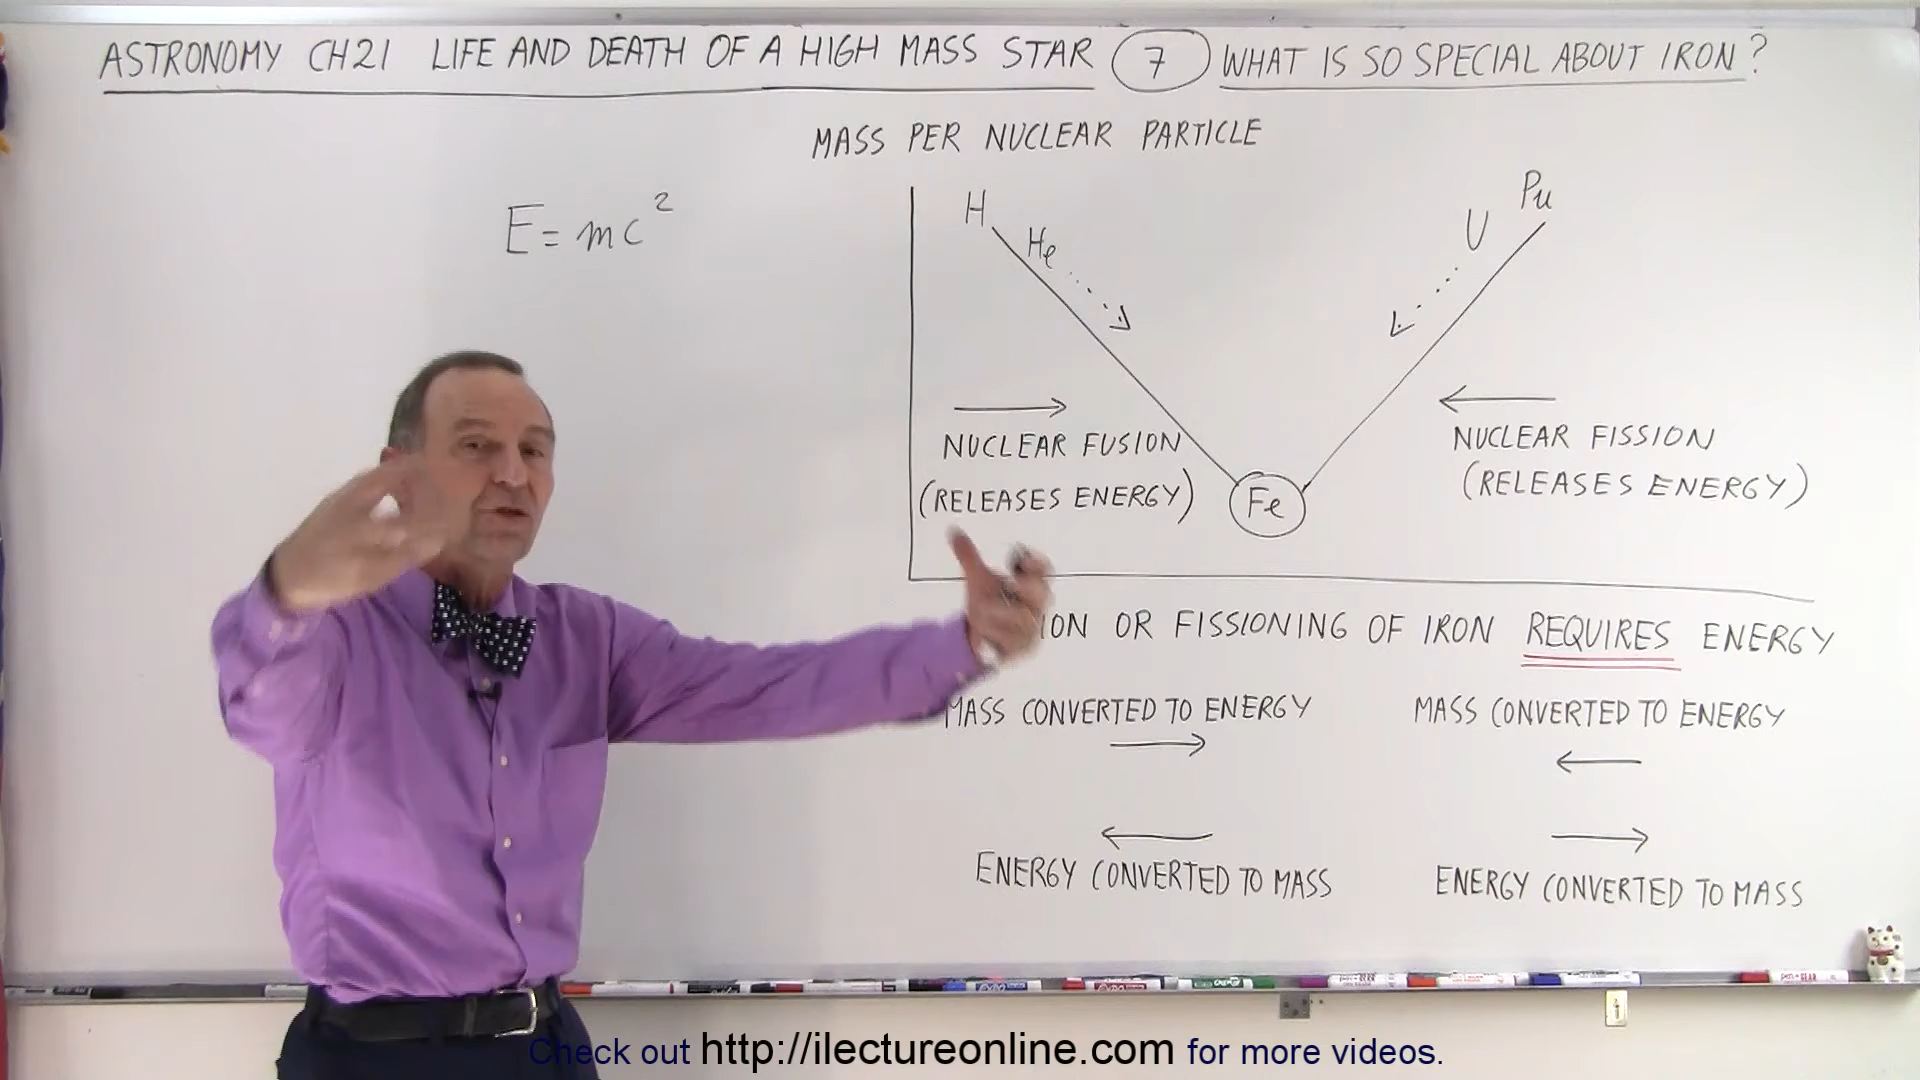 ASTRONOMY CH21 LIFE AND DEATH OF A HIGH MASS STAR 7 WHAT IS SO SPECIAL ABOUT IRON?
MASS PER NUCLEAR PARTICLE
E=mc²
H
He
U
Pu
NUCLEAR FUSION
(RELEASES ENERGY)
Fe
NUCLEAR FISSION
(RELEASES ENERGY)
OR FISSIONING OF IRON REQUIRES ENERGY
MASS CONVERTED TO ENERGY
MASS CONVERTED TO ENERGY
ENERGY CONVERTED TO MASS
ENERGY CONVERTED TO MASS
Check out http://ilectureonline.com for more videos.